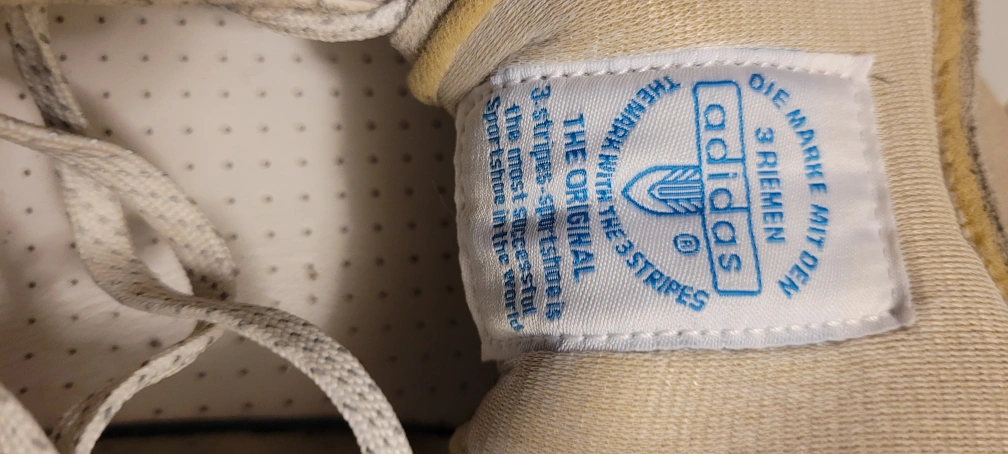 DIE MARKE MIT DEN
3 RIEMEN
adidas
®
THE MARK WITH THE 3 STRIPES
THE ORIGINAL
3-stripes-sportshoe is
the most successful
Sportshoe in the world